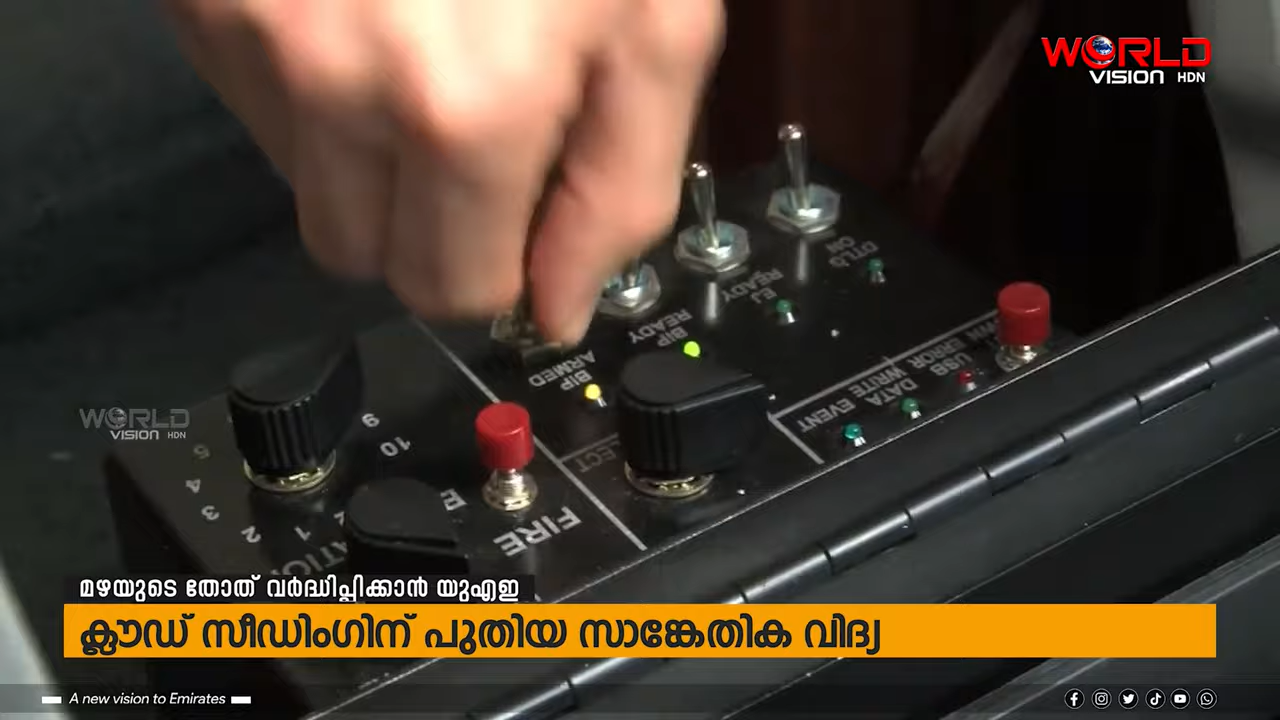 WORLD
VISION HDN
DTLD
ON
EJ
READY
BIP
READY
BIP
ARMED
ERROR
USB
WRITE
DATA
EVENT
WORLD
VISION HDN
9
10
5
4
3
2
1
FIRE
മഴയുടെ തോത് വർദ്ധിപ്പിക്കാൻ യുഎഇ
ക്ലൗഡ് സീഡിംഗിന് പുതിയ സാങ്കേതിക വിദ്യ
A new vision to Emirates